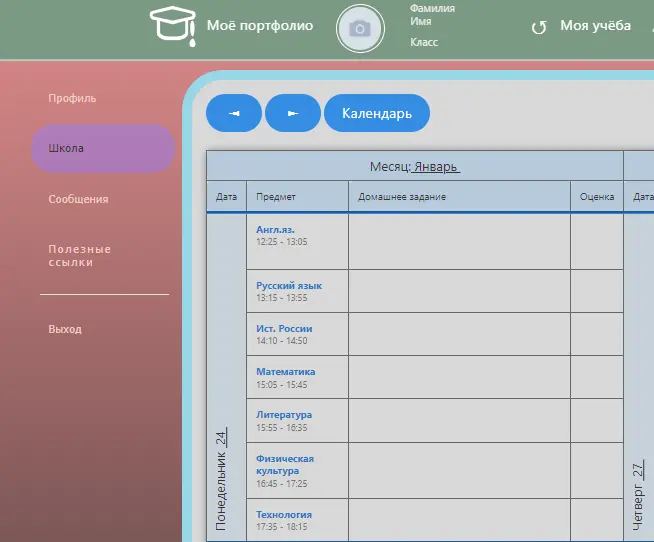 Моё портфолио
Фамилия
Имя
Класс
Моя учёба
Профиль
Школа
Сообщения
Полезные
ссылки
Выход
Календарь
Месяц: Январь
Дата
Предмет
Домашнее задание
Оценка
Дата
Понедельник 24
Англ.яз.
12:25 - 13:05
Русский язык
13:15 - 13:55
Ист. России
14:10 - 14:50
Математика
15:05 - 15:45
Литература
15:55 - 16:35
Физическая
культура
16:45 - 17:25
Технология
17:35 - 18:15
Четверг 27